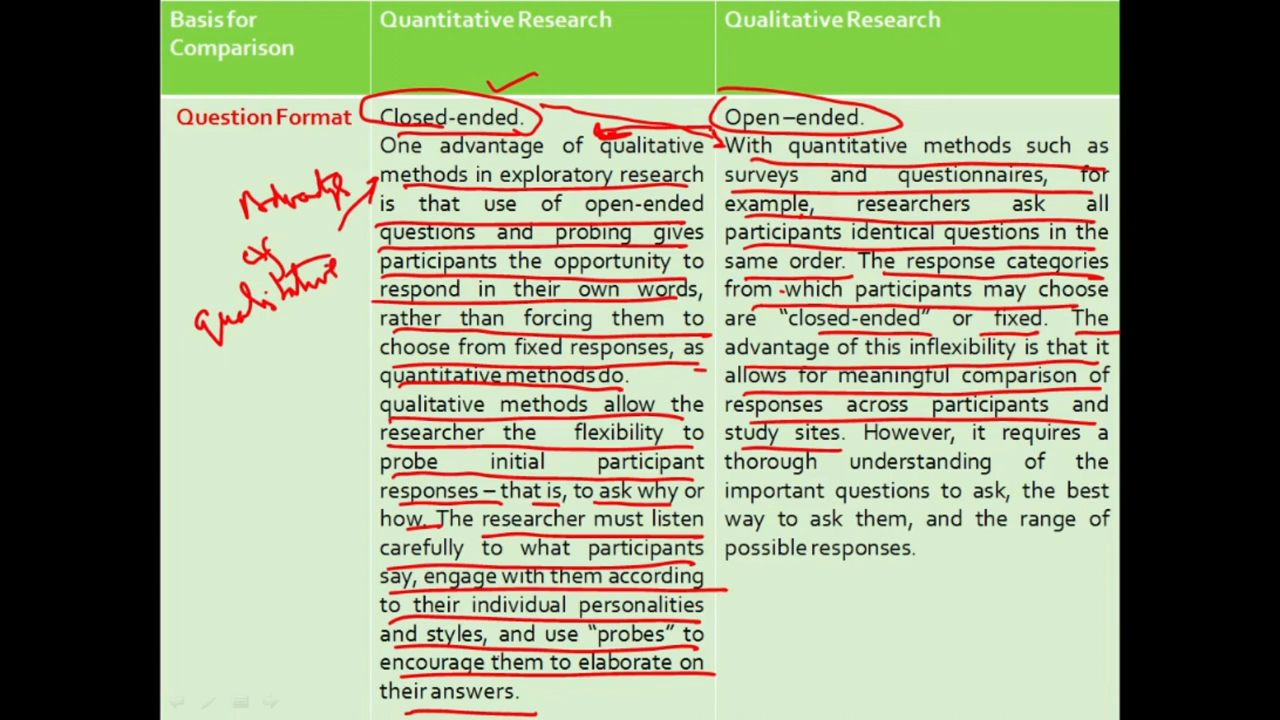 Basis for
Comparison
Quantitative Research
Qualitative Research
Question Format
Closed-ended.
One advantage of qualitative
methods in exploratory research
is that use of open-ended
questions and probing gives
participants the opportunity to
respond in their own words,
rather than forcing them to
choose from fixed responses, as
quantitative methods do.
qualitative methods allow the
researcher the flexibility to
probe initial participant
responses – that is, to ask why or
how. The researcher must listen
carefully to what participants
say, engage with them according
to their individual personalities
and styles, and use “probes” to
encourage them to elaborate on
their answers.
Open –ended.
With quantitative methods such as
surveys and questionnaires, for
example, researchers ask all
participants identical questions in the
same order. The response categories
from which participants may choose
are “closed-ended” or fixed. The
advantage of this inflexibility is that it
allows for meaningful comparison of
responses across participants and
study sites. However, it requires a
thorough understanding of the
important questions to ask, the best
way to ask them, and the range of
possible responses.
Advantage
of
qualitative